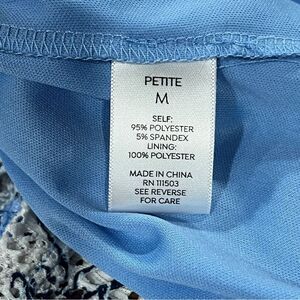 PETITE
M
SELF:
95% POLYESTER
5% SPANDEX
LINING:
100% POLYESTER
MADE IN CHINA
RN 111503
SEE REVERSE
FOR CARE